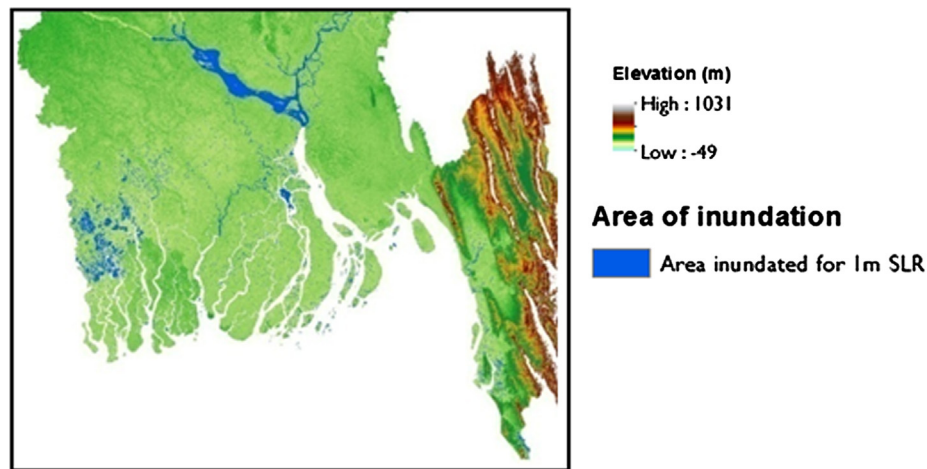 Elevation (m)
High : 1031
Low : -49
Area of inundation
Area inundated for 1m SLR